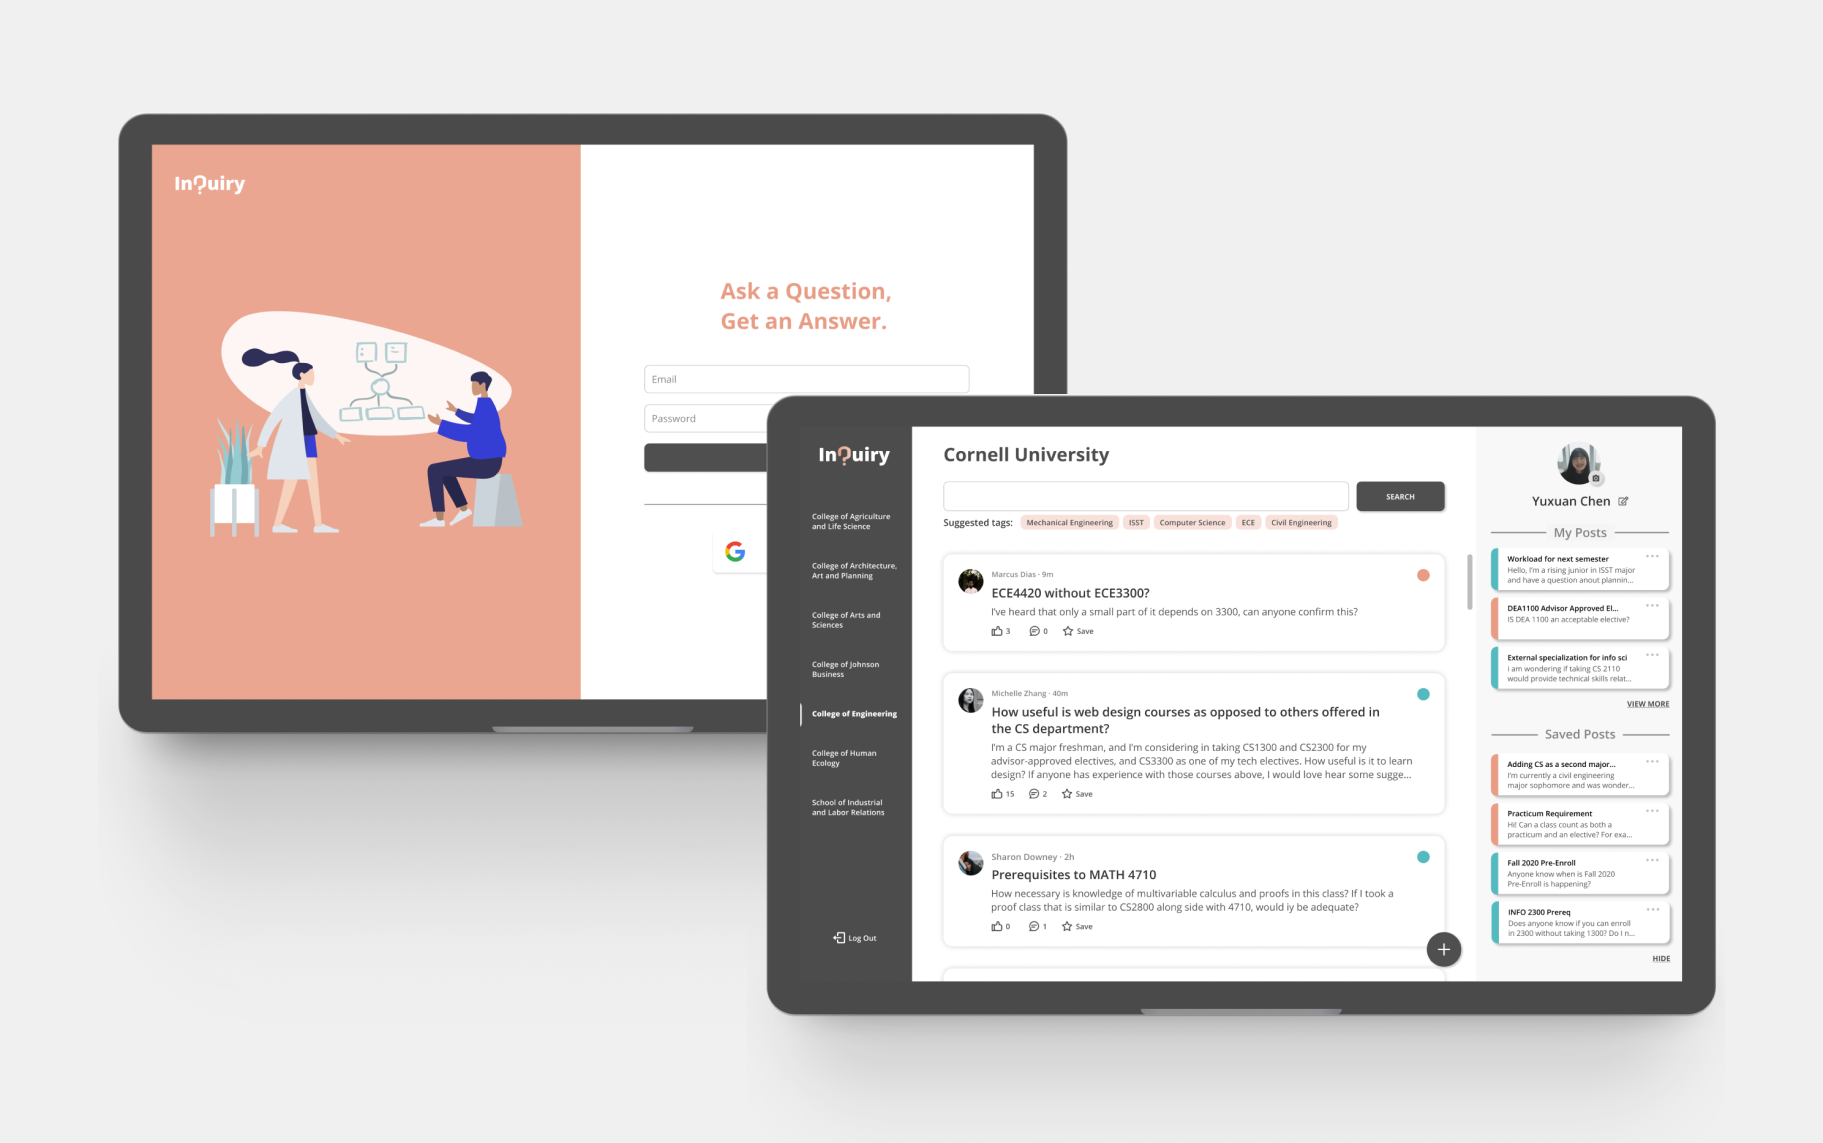 InQuiry
Ask a Question,
Get an Answer.
Email
Password
InQuiry
College of Agriculture
and Life Science
College of Architecture,
Art and Planning
College of Arts and
Sciences
College of Johnson
Business
College of Engineering
College of Human
Ecology
School of Industrial
and Labor Relations
Log Out
Cornell University
SEARCH
Suggested tags: Mechanical Engineering ISST Computer Science ECE Civil Engineering
Marcus Dias · 9m
ECE4420 without ECE3300?
I've heard that only a small part of it depends on 3300, can anyone confirm this?
3 0 Save
Michelle Zhang · 40m
How useful is web design courses as opposed to others offered in
the CS department?
I'm a CS major freshman, and I'm considering in taking CS1300 and CS2300 for my
advisor-approved electives, and CS3300 as one of my tech electives. How useful is it to learn
design? If anyone has experience with those courses above, I would love hear some sugge...
15 2 Save
Sharon Downey · 2h
Prerequisites to MATH 4710
How necessary is knowledge of multivariable calculus and proofs in this class? If I took a
proof class that is similar to CS2800 along side with 4710, would iy be adequate?
0 1 Save
Yuxuan Chen
My Posts
Workload for next semester
Hello, I'm a rising junior in ISST major
and have a question anout plannin...
DEA1100 Advisor Approved El...
IS DEA 1100 an acceptable elective?
External specialization for info sci
I am wondering if taking CS 2110
would provide technical skills relat...
VIEW MORE
Saved Posts
Adding CS as a second major...
I'm currently a civil engineering
major sophomore and was wonder...
Practicum Requirement
Hi! Can a class count as both a
practicum and an elective? For exa...
Fall 2020 Pre-Enroll
Anyone know when is Fall 2020
Pre-Enroll is happening?
INFO 2300 Prereq
Does anyone know if you can enroll
in 2300 without taking 1300? Do I n...
HIDE